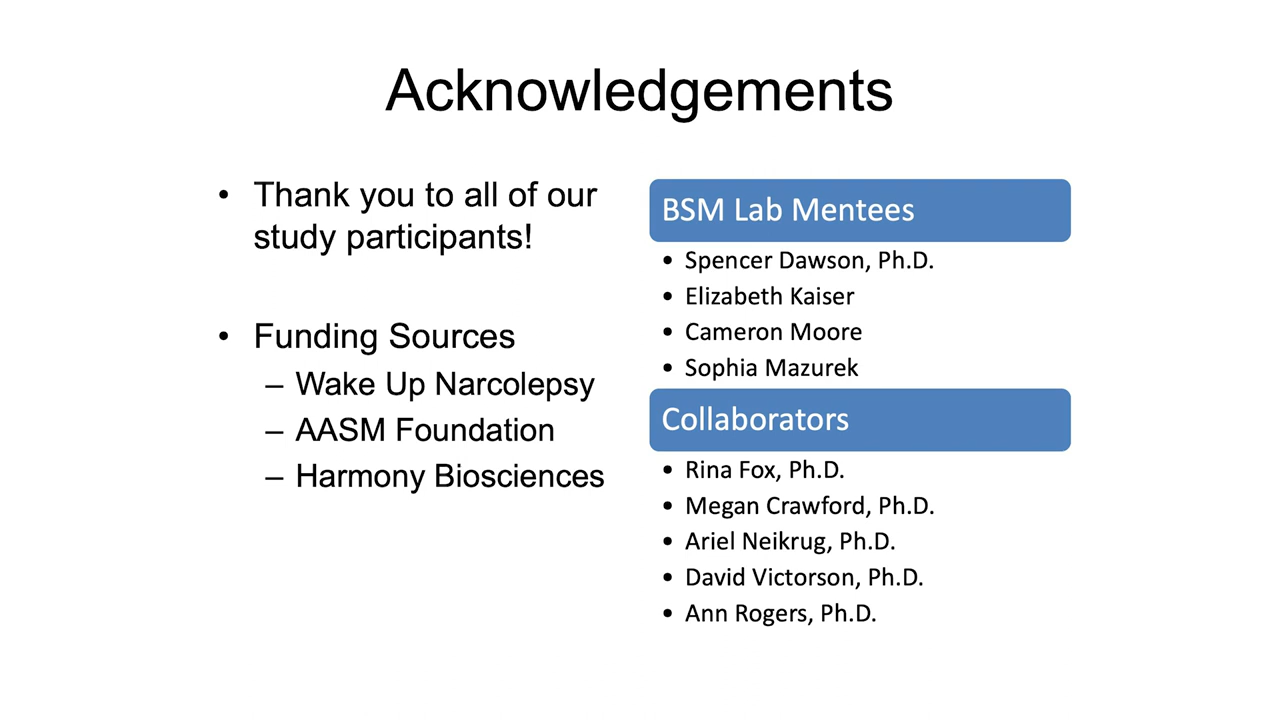 Acknowledgements
• Thank you to all of our
study participants!
• Funding Sources
– Wake Up Narcolepsy
– AASM Foundation
– Harmony Biosciences
BSM Lab Mentees
• Spencer Dawson, Ph.D.
• Elizabeth Kaiser
• Cameron Moore
• Sophia Mazurek
Collaborators
• Rina Fox, Ph.D.
• Megan Crawford, Ph.D.
• Ariel Neikrug, Ph.D.
• David Victorson, Ph.D.
• Ann Rogers, Ph.D.